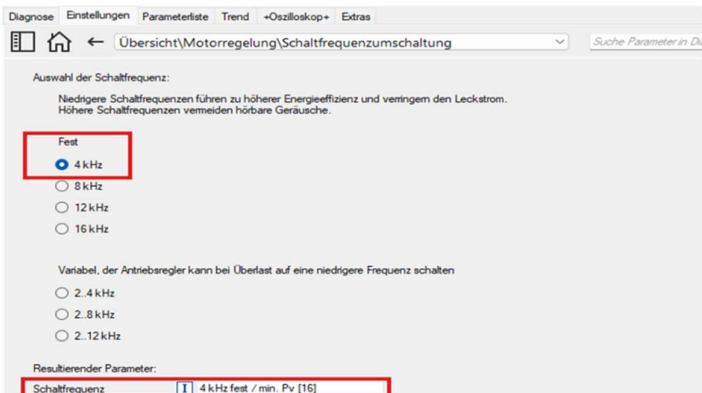 Diagnose Einstellungen Parameterliste Trend +Oszilloskop+ Extras
Übersicht\Motorregelung\Schaltfrequenzumschaltung Suche Parameter in Di
Auswahl der Schaltfrequenz:
Niedrigere Schaltfrequenzen führen zu höherer Energieeffizienz und verringern den Leckstrom.
Höhere Schaltfrequenzen vermeiden hörbare Geräusche.
Fest
4 kHz
8 kHz
12 kHz
16 kHz
Variabel, der Antriebsregler kann bei Überlast auf eine niedrigere Frequenz schalten
2..4 kHz
2..8 kHz
2..12 kHz
Resultierender Parameter:
Schaltfrequenz I 4 kHz fest / min. Pv [16]